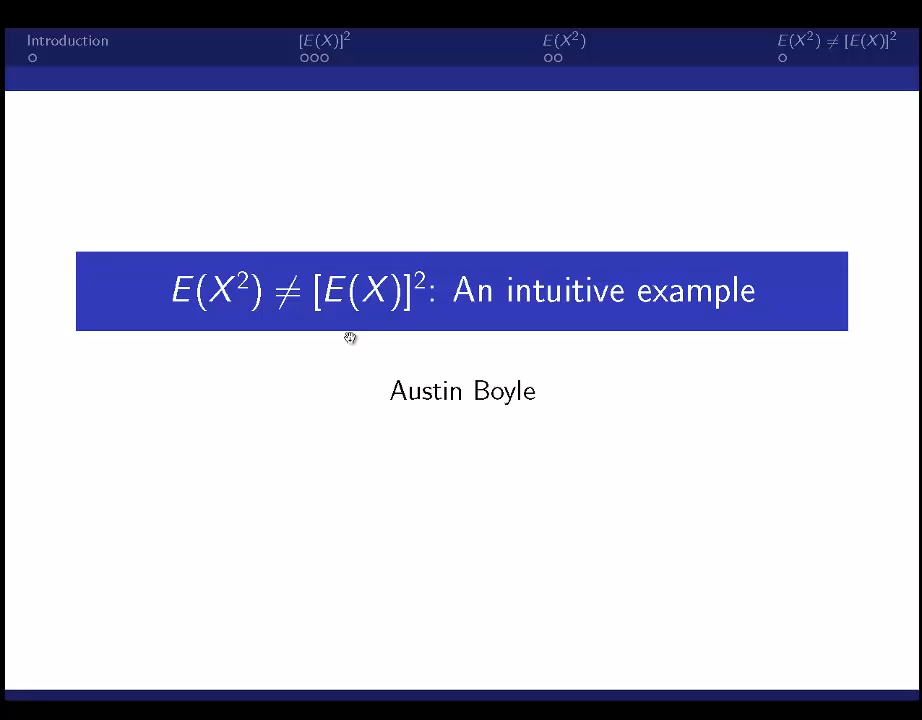 Introduction
[E(X)]²
E(X²)
E(X²) ≠ [E(X)]²
E(X²) ≠ [E(X)]²: An intuitive example
Austin Boyle